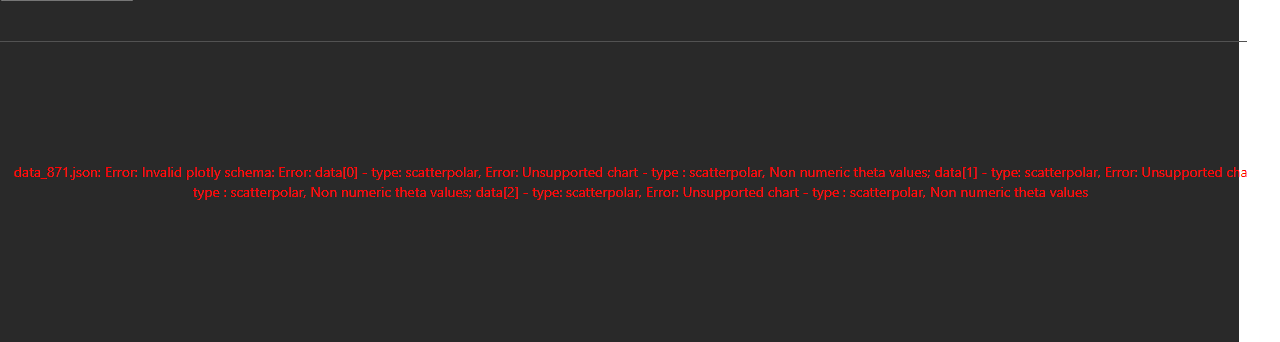 data_871.json: Error: Invalid plotly schema: Error: data[0] - type: scatterpolar, Error: Unsupported chart - type : scatterpolar, Non numeric theta values; data[1] - type: scatterpolar, Error: Unsupported cha
type : scatterpolar, Non numeric theta values; data[2] - type: scatterpolar, Error: Unsupported chart - type : scatterpolar, Non numeric theta values